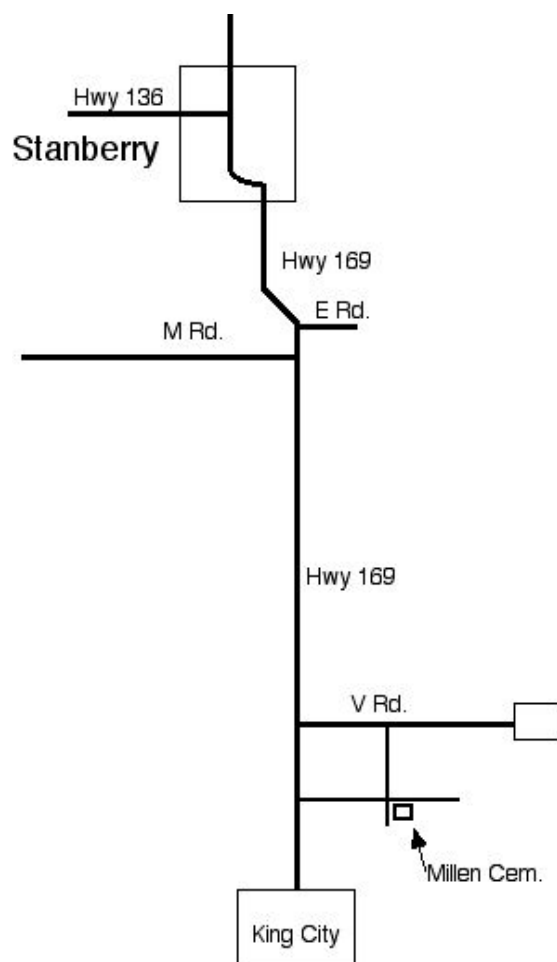 Hwy 136
Stanberry
Hwy 169
E Rd.
M Rd.
Hwy 169
V Rd.
Millen Cem.
King City